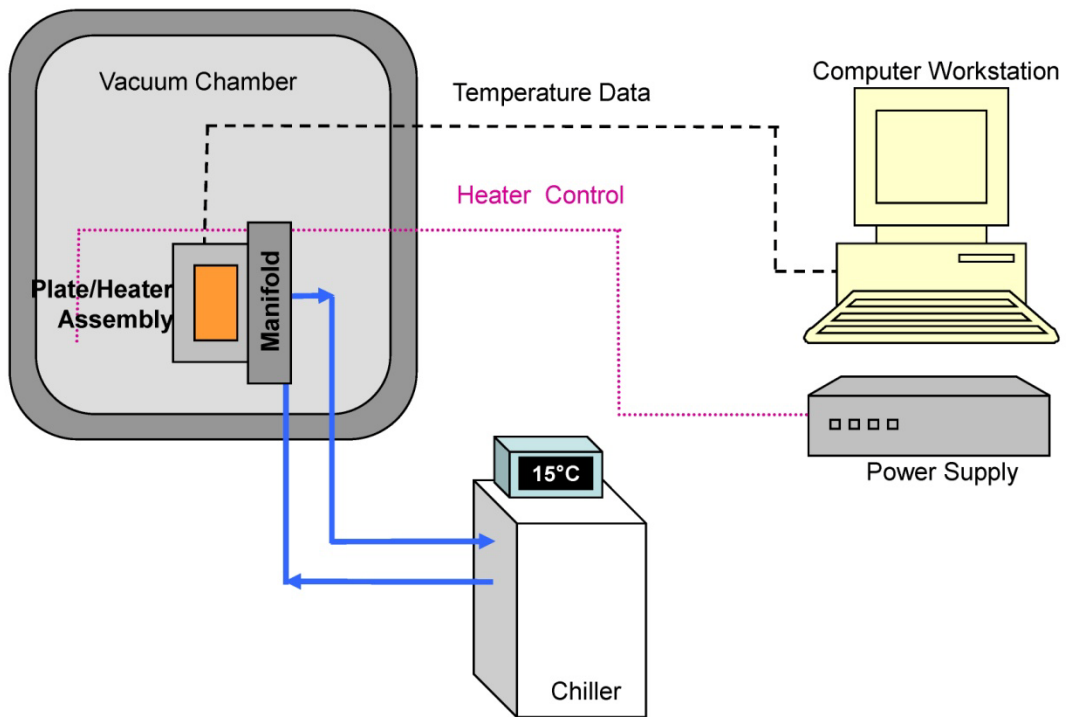 Vacuum Chamber
Temperature Data
Computer Workstation
Heater Control
Plate/Heater
Assembly
Manifold
15°C
Power Supply
Chiller